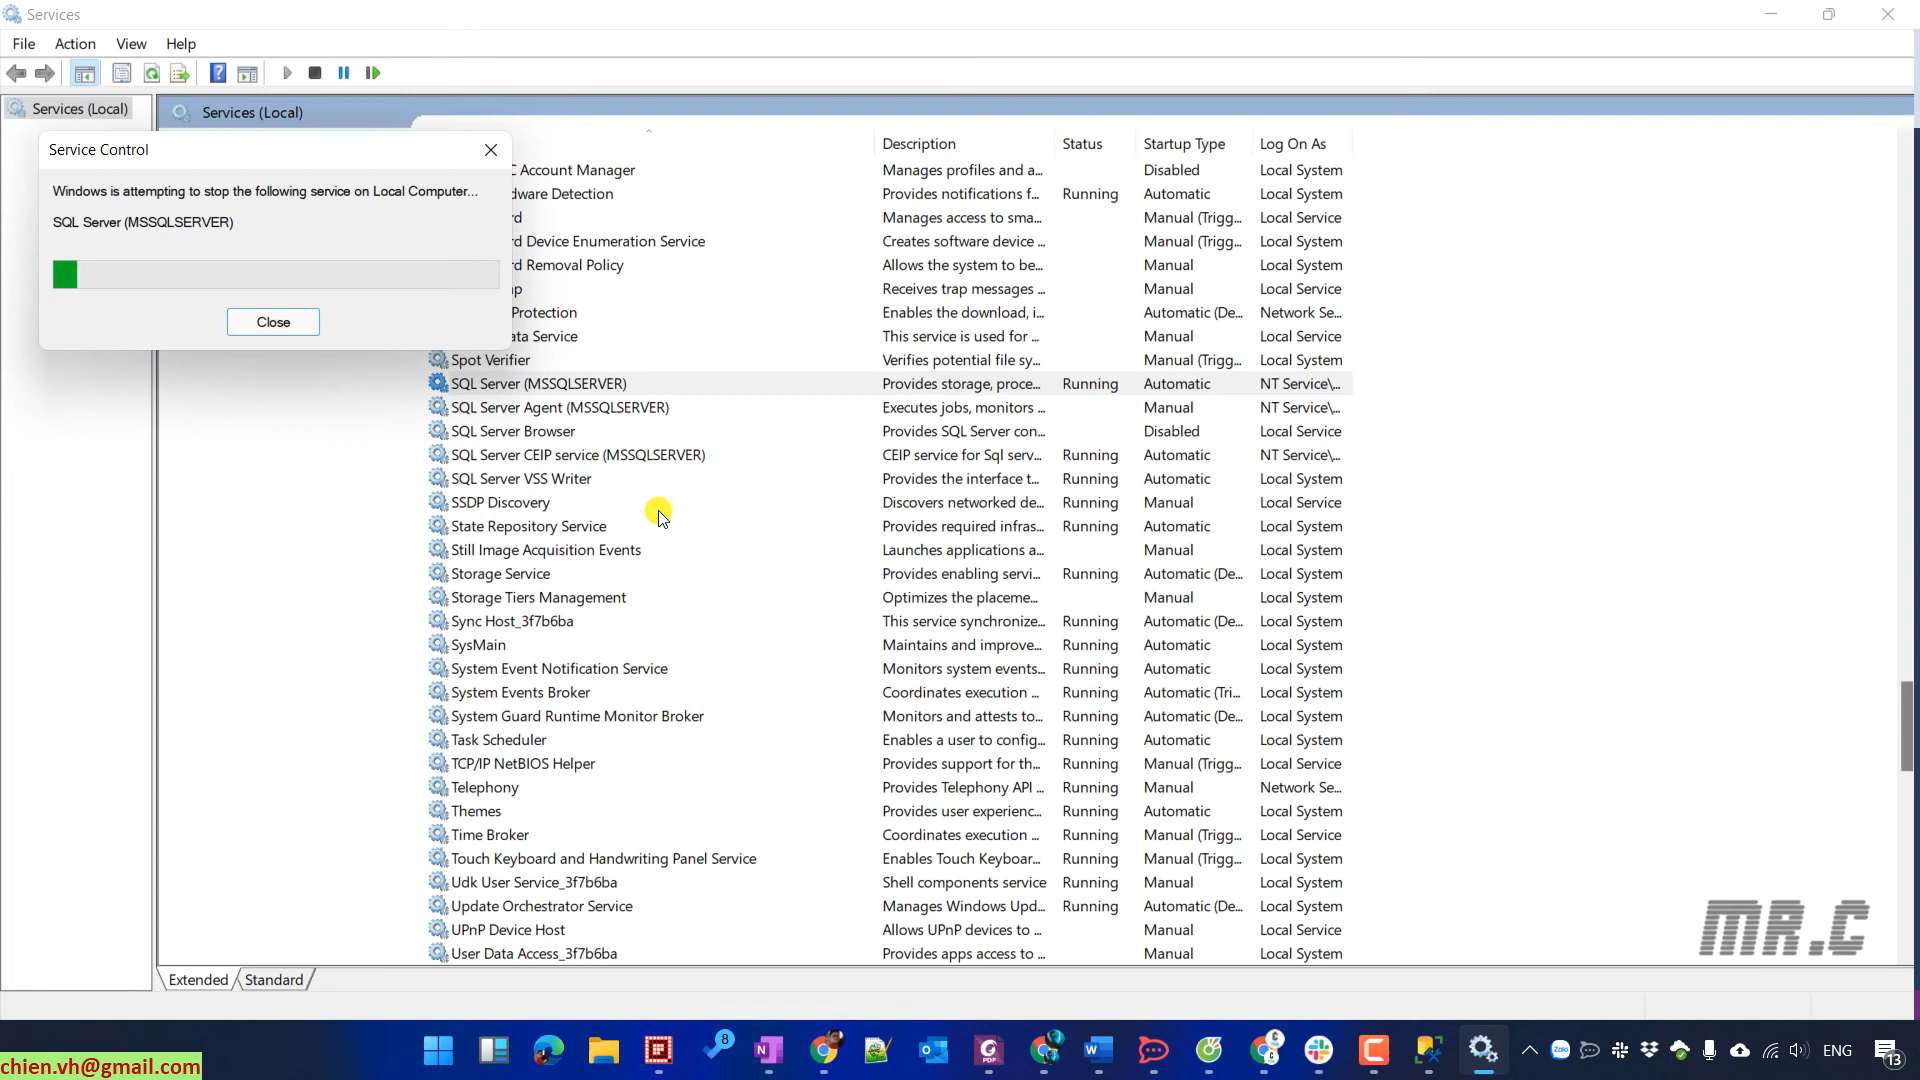 Services
File Action View Help
Services (Local)
Services (Local)
Service Control
Windows is attempting to stop the following service on Local Computer...
SQL Server (MSSQLSERVER)
Close
Description Status Startup Type Log On As
C Account Manager Manages profiles and a... Disabled Local System
dware Detection Provides notifications f... Running Automatic Local System
rd Manages access to sma... Manual (Trigg... Local Service
rd Device Enumeration Service Creates software device ... Manual (Trigg... Local System
rd Removal Policy Allows the system to be... Manual Local System
ap Receives trap messages ... Manual Local Service
Protection Enables the download, i... Automatic (De... Network Se...
ata Service This service is used for ... Manual Local Service
Spot Verifier Verifies potential file sy... Manual (Trigg... Local System
SQL Server (MSSQLSERVER) Provides storage, proce... Running Automatic NT Service\...
SQL Server Agent (MSSQLSERVER) Executes jobs, monitors ... Manual NT Service\...
SQL Server Browser Provides SQL Server con... Disabled Local Service
SQL Server CEIP service (MSSQLSERVER) CEIP service for Sql serv... Running Automatic NT Service\...
SQL Server VSS Writer Provides the interface t... Running Automatic Local System
SSDP Discovery Discovers networked de... Running Manual Local Service
State Repository Service Provides required infras... Running Automatic Local System
Still Image Acquisition Events Launches applications a... Manual Local System
Storage Service Provides enabling servi... Running Automatic (De... Local System
Storage Tiers Management Optimizes the placeme... Manual Local System
Sync Host_3f7b6ba This service synchronize... Running Automatic (De... Local System
SysMain Maintains and improve... Running Automatic Local System
System Event Notification Service Monitors system events... Running Automatic Local System
System Events Broker Coordinates execution ... Running Automatic (Tri... Local System
System Guard Runtime Monitor Broker Monitors and attests to... Running Automatic (De... Local System
Task Scheduler Enables a user to config... Running Automatic Local System
TCP/IP NetBIOS Helper Provides support for th... Running Manual (Trigg... Local Service
Telephony Provides Telephony API ... Running Manual Network Se...
Themes Provides user experienc... Running Automatic Local System
Time Broker Coordinates execution ... Running Manual (Trigg... Local Service
Touch Keyboard and Handwriting Panel Service Enables Touch Keyboar... Running Manual (Trigg... Local System
Udk User Service_3f7b6ba Shell components service Running Manual Local System
Update Orchestrator Service Manages Windows Upd... Running Automatic (De... Local System
UPnP Device Host Allows UPnP devices to ... Manual Local Service
User Data Access_3f7b6ba Provides apps access to ... Manual Local System
MR.C
Extended Standard
8
ENG
13
chien.vh@gmail.com